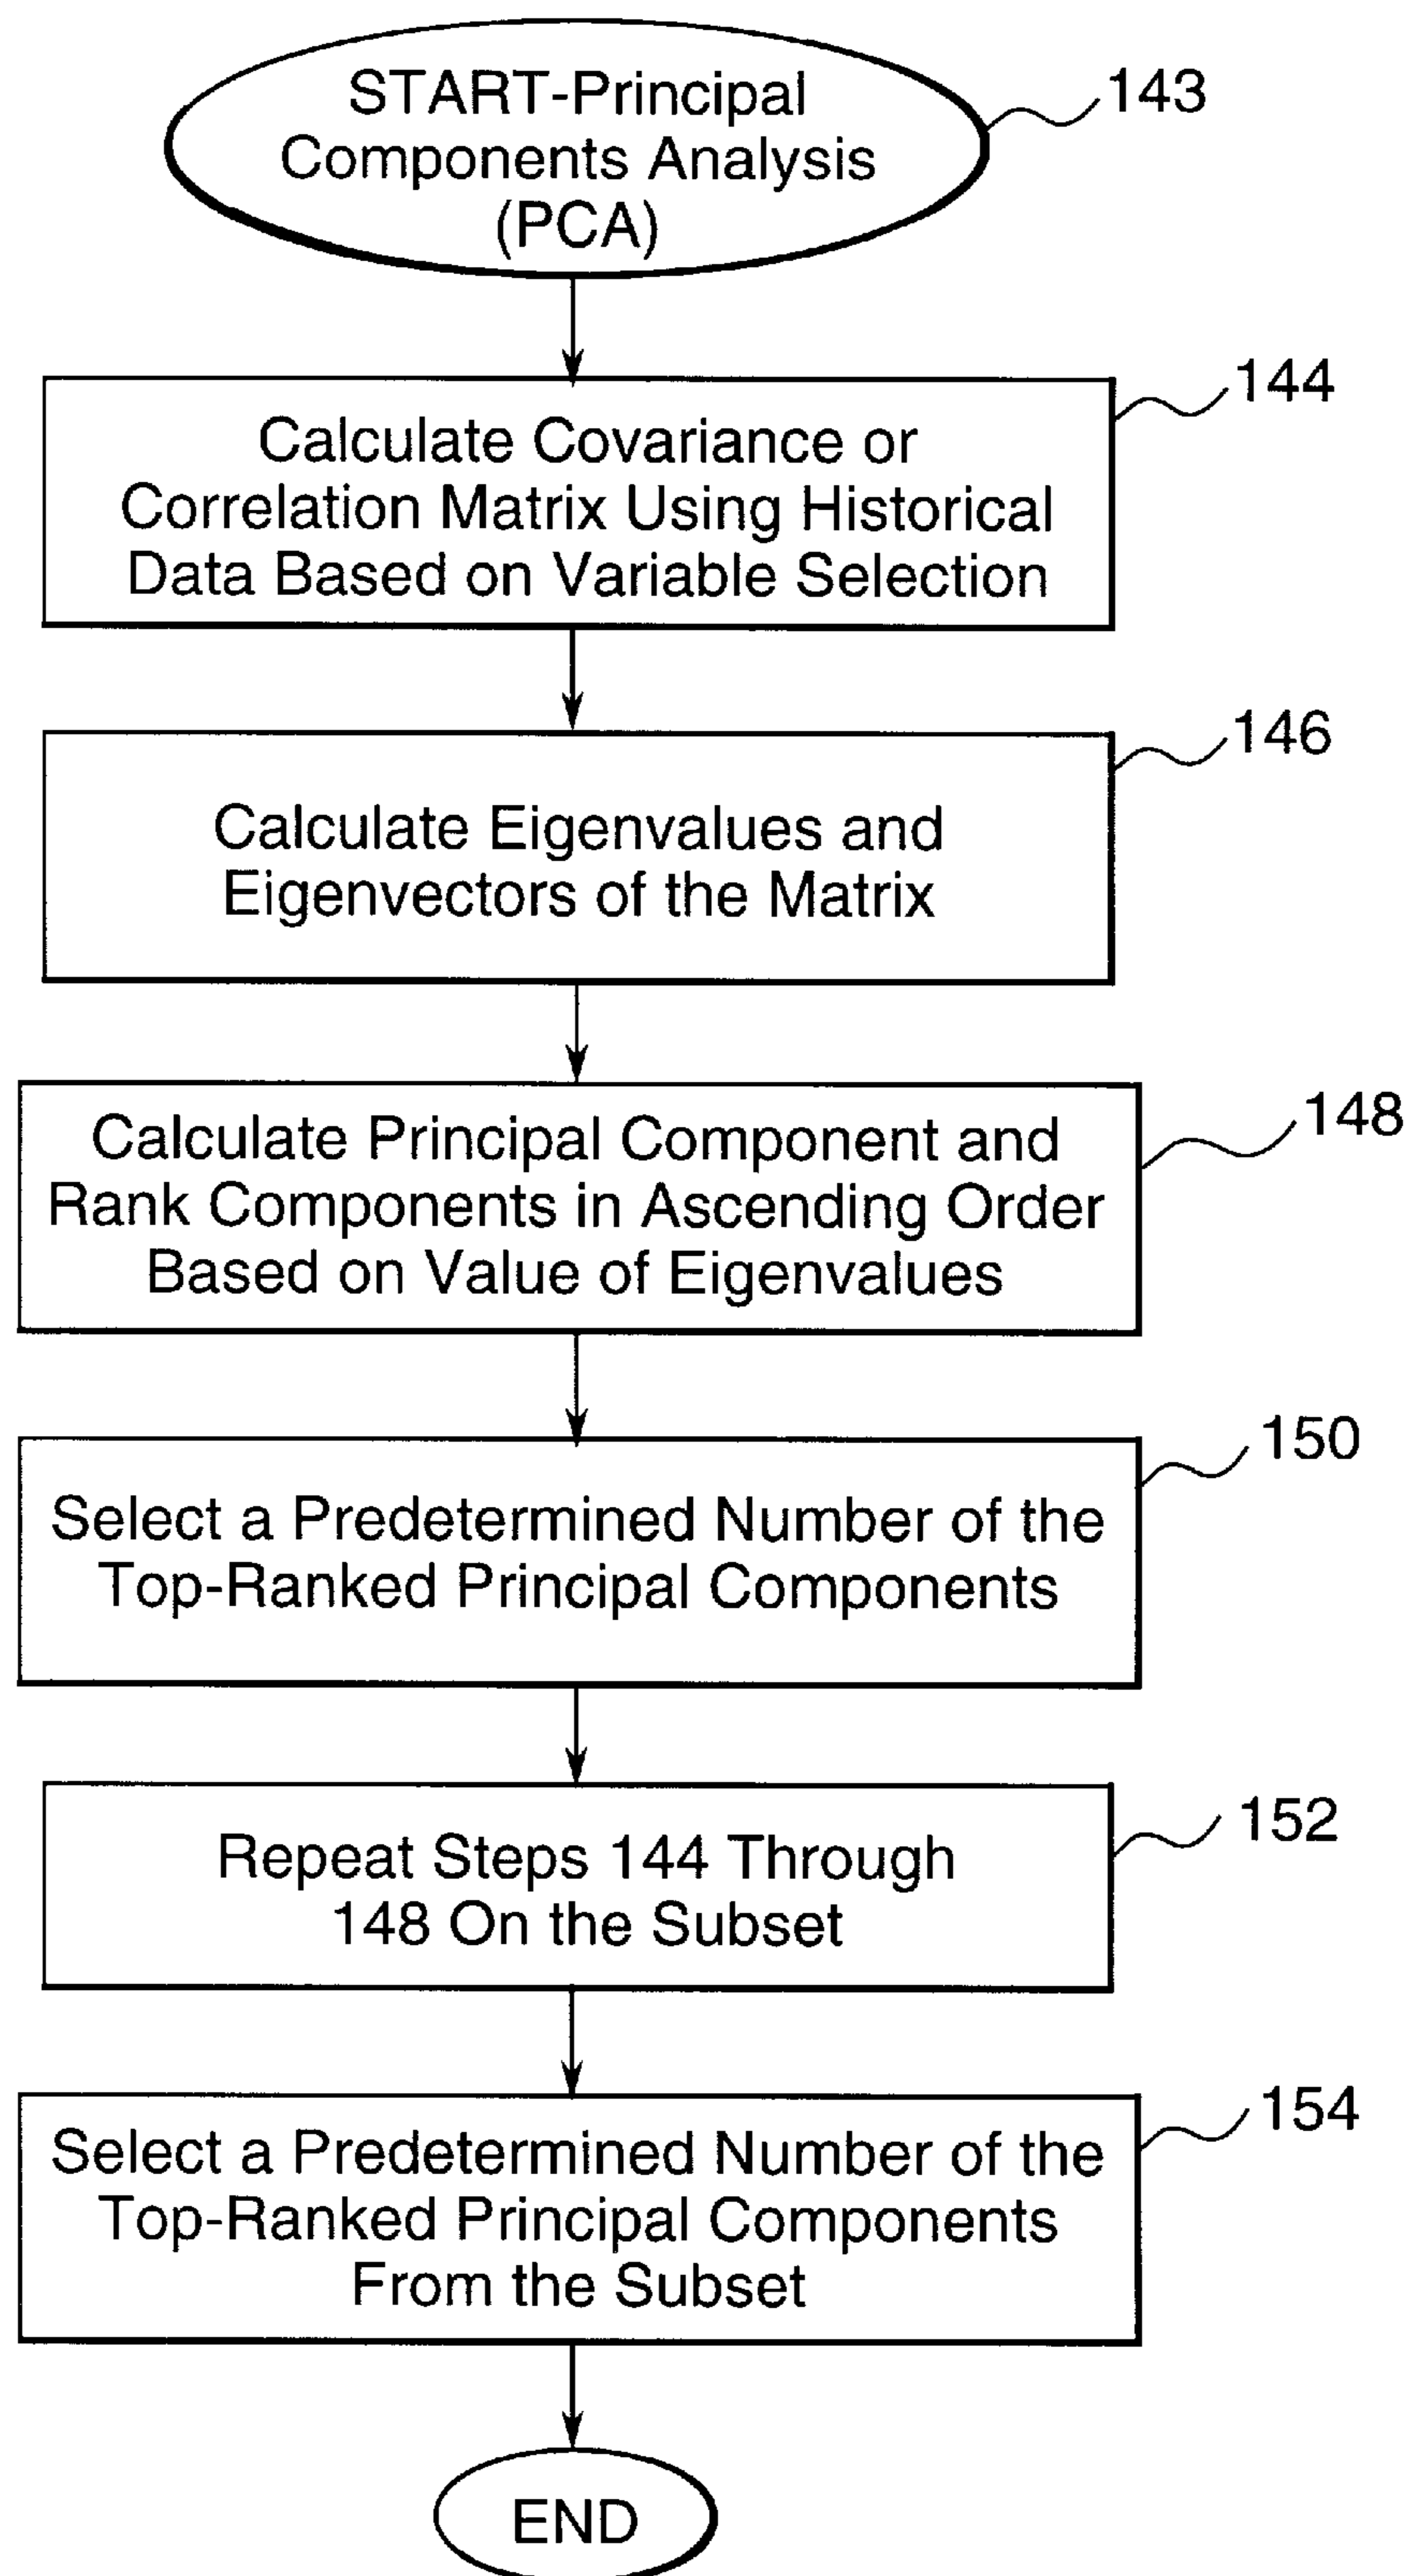 START-Principal
Components Analysis
(PCA)
143
Calculate Covariance or
Correlation Matrix Using Historical
Data Based on Variable Selection
144
Calculate Eigenvalues and
Eigenvectors of the Matrix
146
Calculate Principal Component and
Rank Components in Ascending Order
Based on Value of Eigenvalues
148
Select a Predetermined Number of the
Top-Ranked Principal Components
150
Repeat Steps 144 Through
148 On the Subset
152
Select a Predetermined Number of the
Top-Ranked Principal Components
From the Subset
154
END